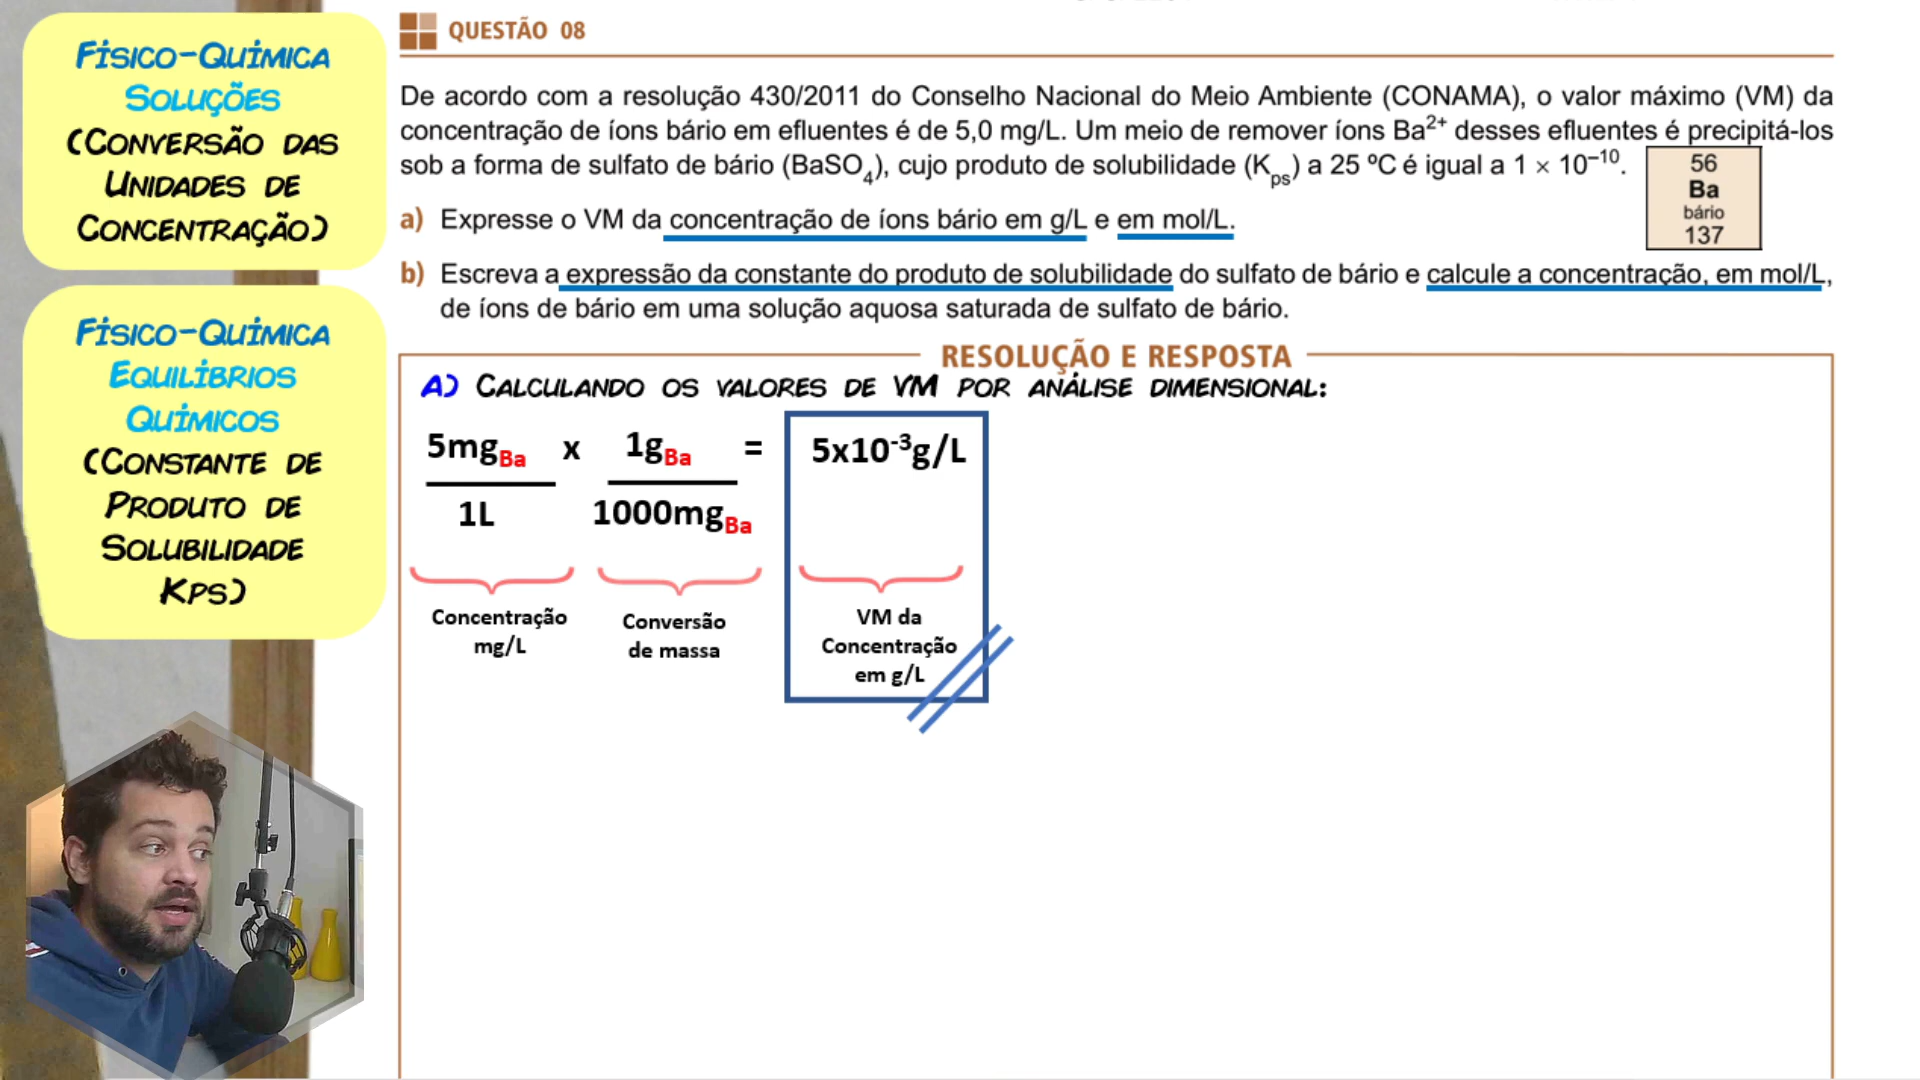 Físico-Química
Soluções
(Conversão das
Unidades de
Concentração)
Físico-Química
Equilíbrios
Químicos
(Constante de
Produto de
Solubilidade
Kps)
QUESTÃO 08
De acordo com a resolução 430/2011 do Conselho Nacional do Meio Ambiente (CONAMA), o valor máximo (VM) da
concentração de íons bário em efluentes é de 5,0 mg/L. Um meio de remover íons Ba²⁺ desses efluentes é precipitá-los
sob a forma de sulfato de bário (BaSO₄), cujo produto de solubilidade (Kps) a 25 ºC é igual a 1 × 10⁻¹⁰.
56
Ba
bário
137
a) Expresse o VM da concentração de íons bário em g/L e em mol/L.
b) Escreva a expressão da constante do produto de solubilidade do sulfato de bário e calcule a concentração, em mol/L,
de íons de bário em uma solução aquosa saturada de sulfato de bário.
RESOLUÇÃO E RESPOSTA
A) Calculando os valores de VM por análise dimensional:
5mgBa x 1gBa = 5x10⁻³g/L
1L 1000mgBa
Concentração
mg/L
Conversão
de massa
VM da
Concentração
em g/L